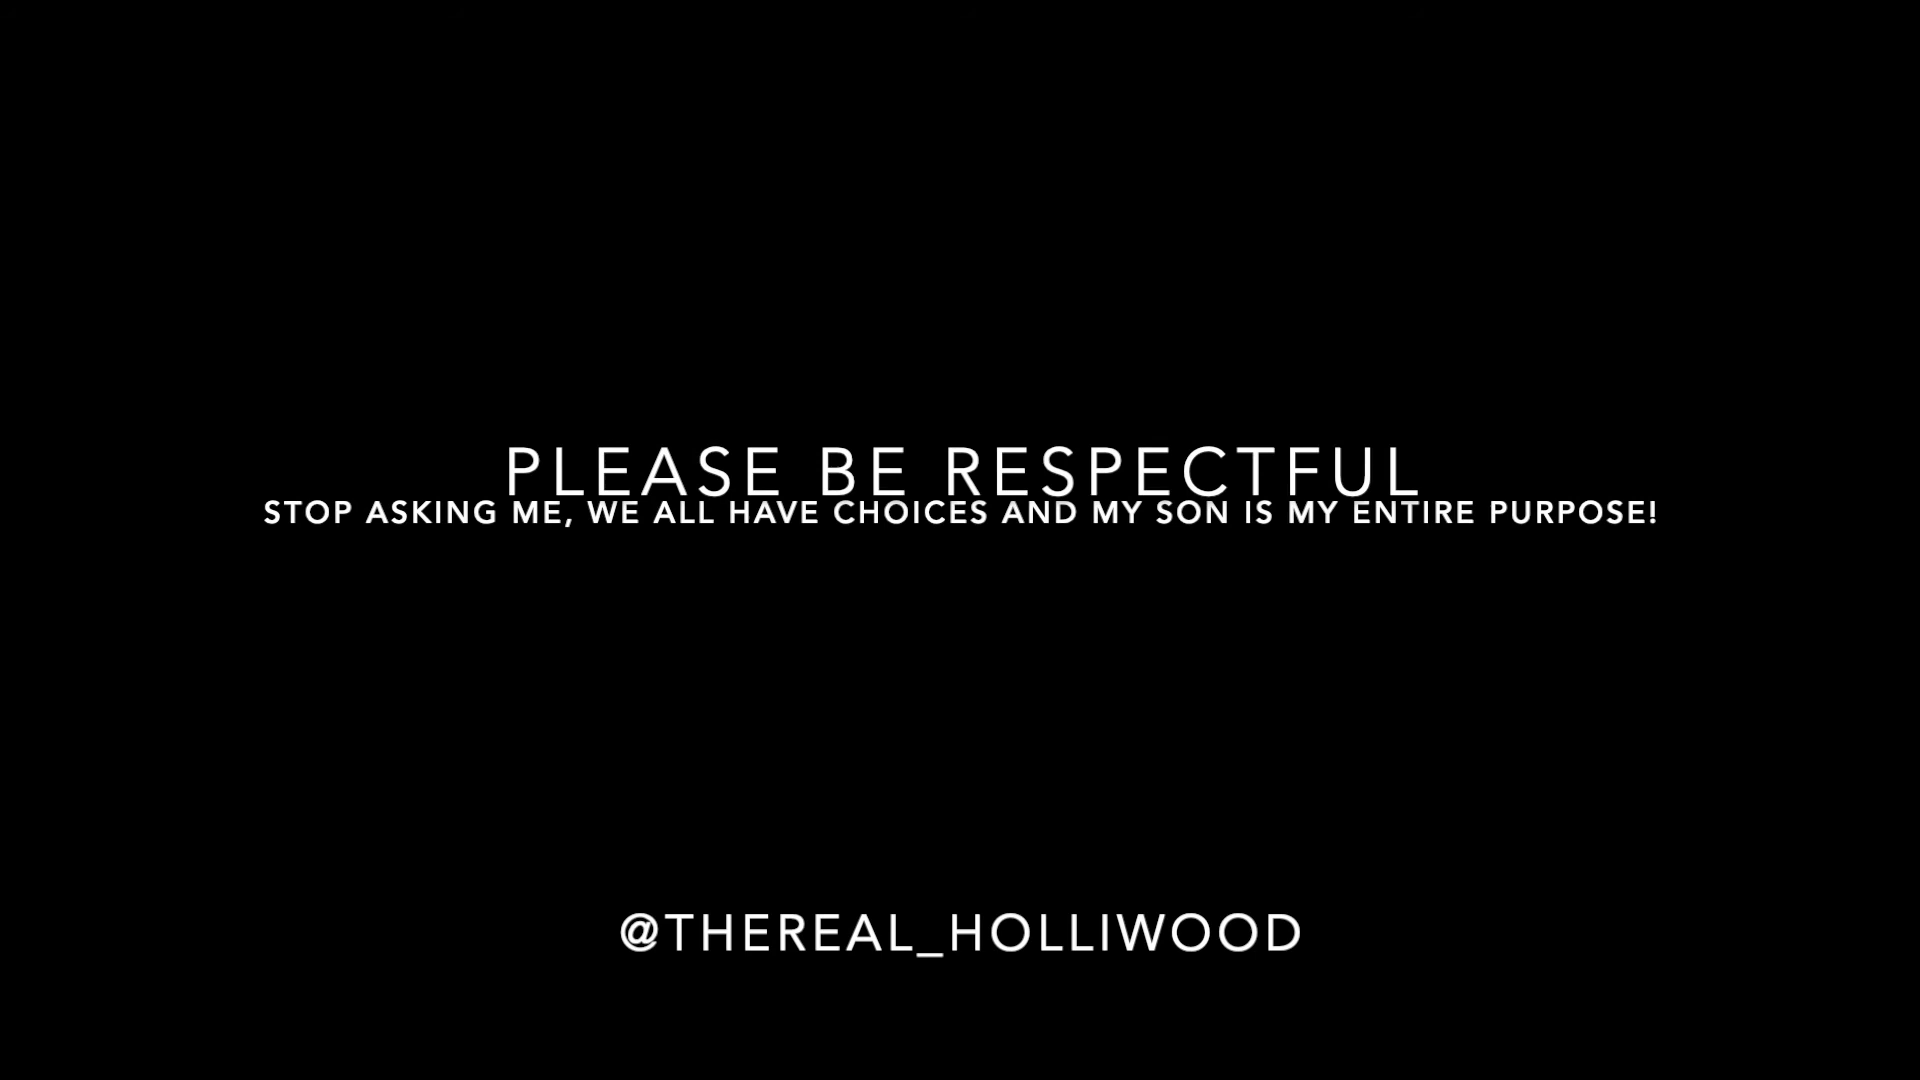 PLEASE BE RESPECTFUL
STOP ASKING ME, WE ALL HAVE CHOICES AND MY SON IS MY ENTIRE PURPOSE!
@THEREAL_HOLLIWOOD